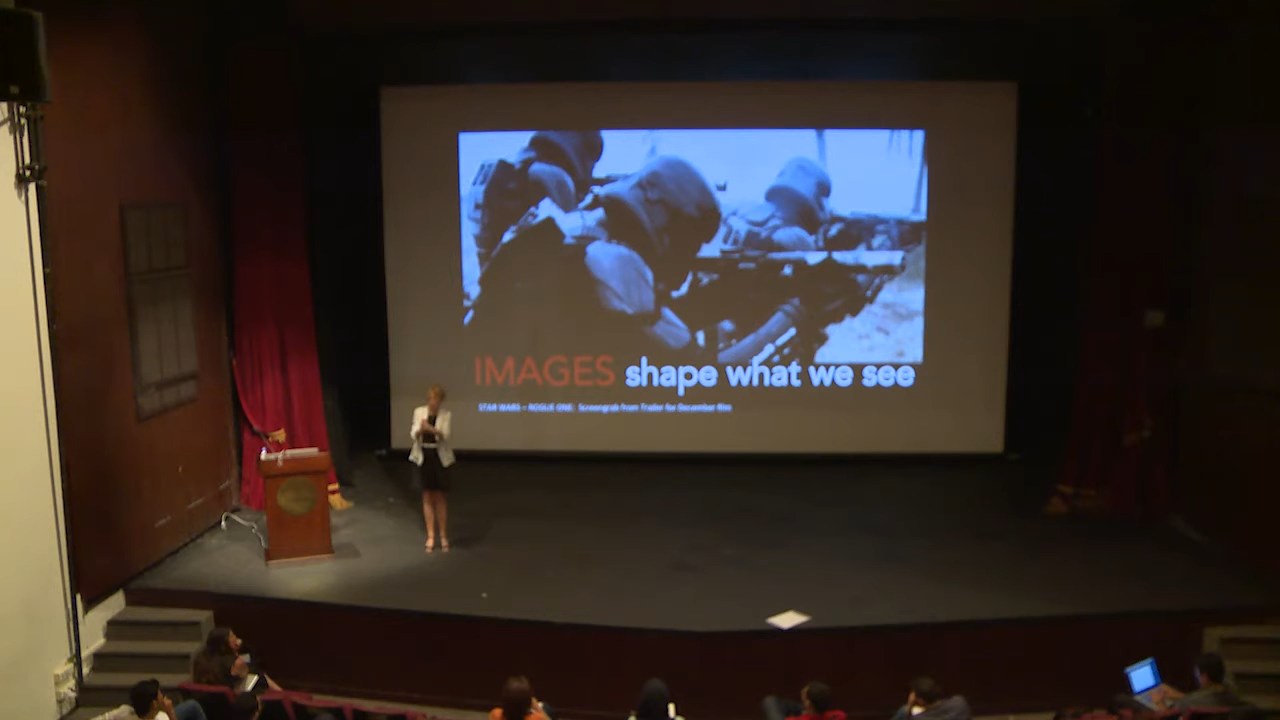 IMAGES shape what we see
STAR WARS – ROGUE ONE: Screengrab from Trailer for December film